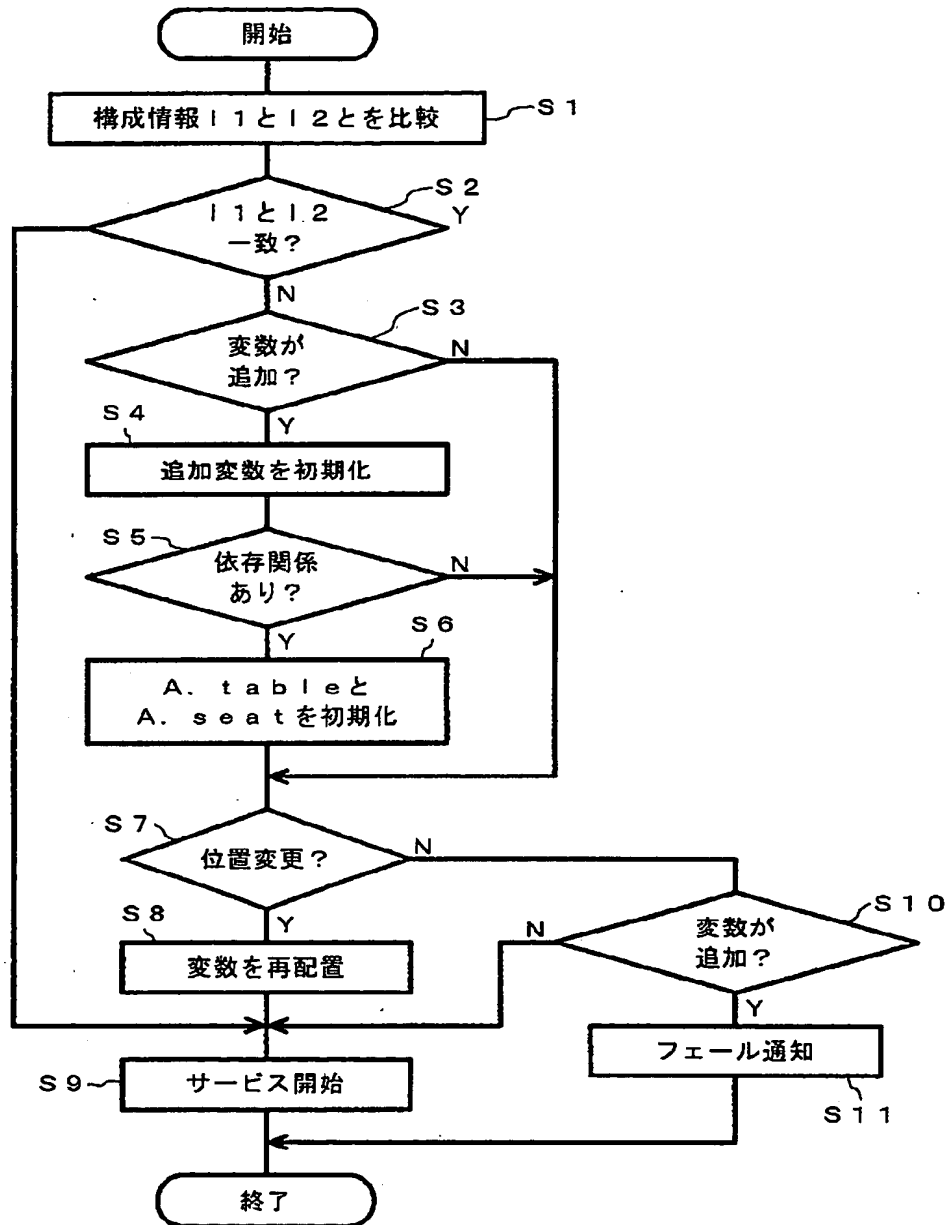 開始
構成情報I1とI2とを比較
S1
I1とI2
一致?
S2
Y
N
変数が
追加?
S3
N
Y
S4
追加変数を初期化
S5
依存関係
あり?
N
Y
S6
A. tableと
A. seatを初期化
S7
位置変更?
N
Y
S8
変数を再配置
S10
変数が
追加?
N
Y
フェール通知
S11
S9
サービス開始
終了